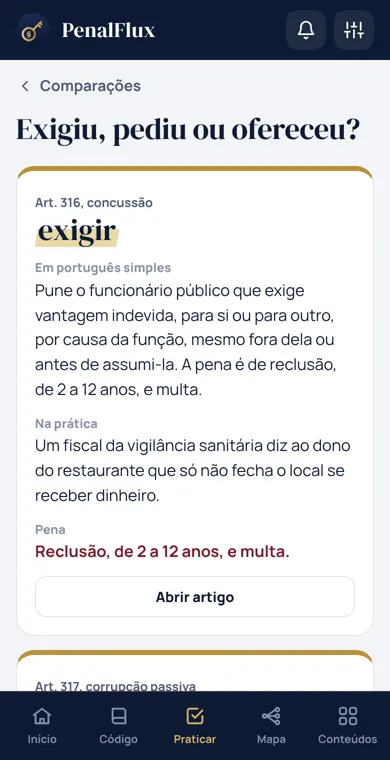 PenalFlux
Comparações
Exigiu, pediu ou ofereceu?
Art. 316, concussão
exigir
Em português simples
Pune o funcionário público que exige
vantagem indevida, para si ou para outro,
por causa da função, mesmo fora dela ou
antes de assumi-la. A pena é de reclusão,
de 2 a 12 anos, e multa.
Na prática
Um fiscal da vigilância sanitária diz ao dono
do restaurante que só não fecha o local se
receber dinheiro.
Pena
Reclusão, de 2 a 12 anos, e multa.
Abrir artigo
Art. 317, corrupção passiva
Início
Código
Praticar
Mapa
Conteúdos